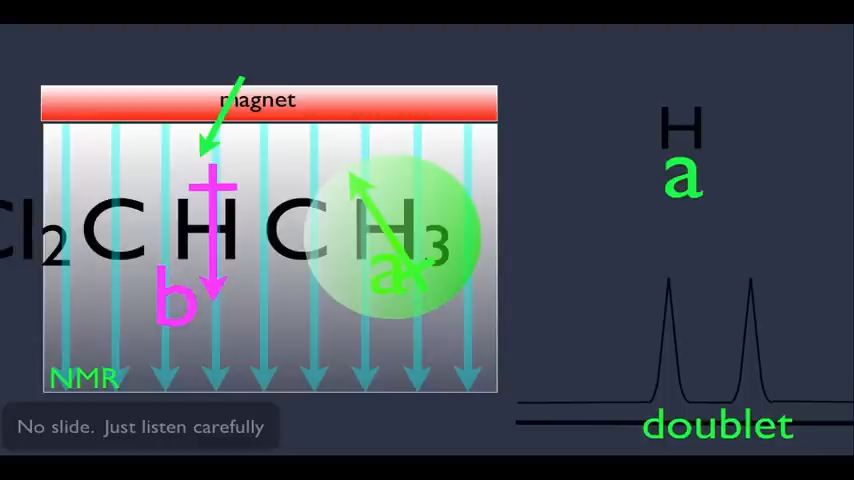 magnet
H
a
Cl2CHCH3
b
a
NMR
No slide. Just listen carefully
doublet